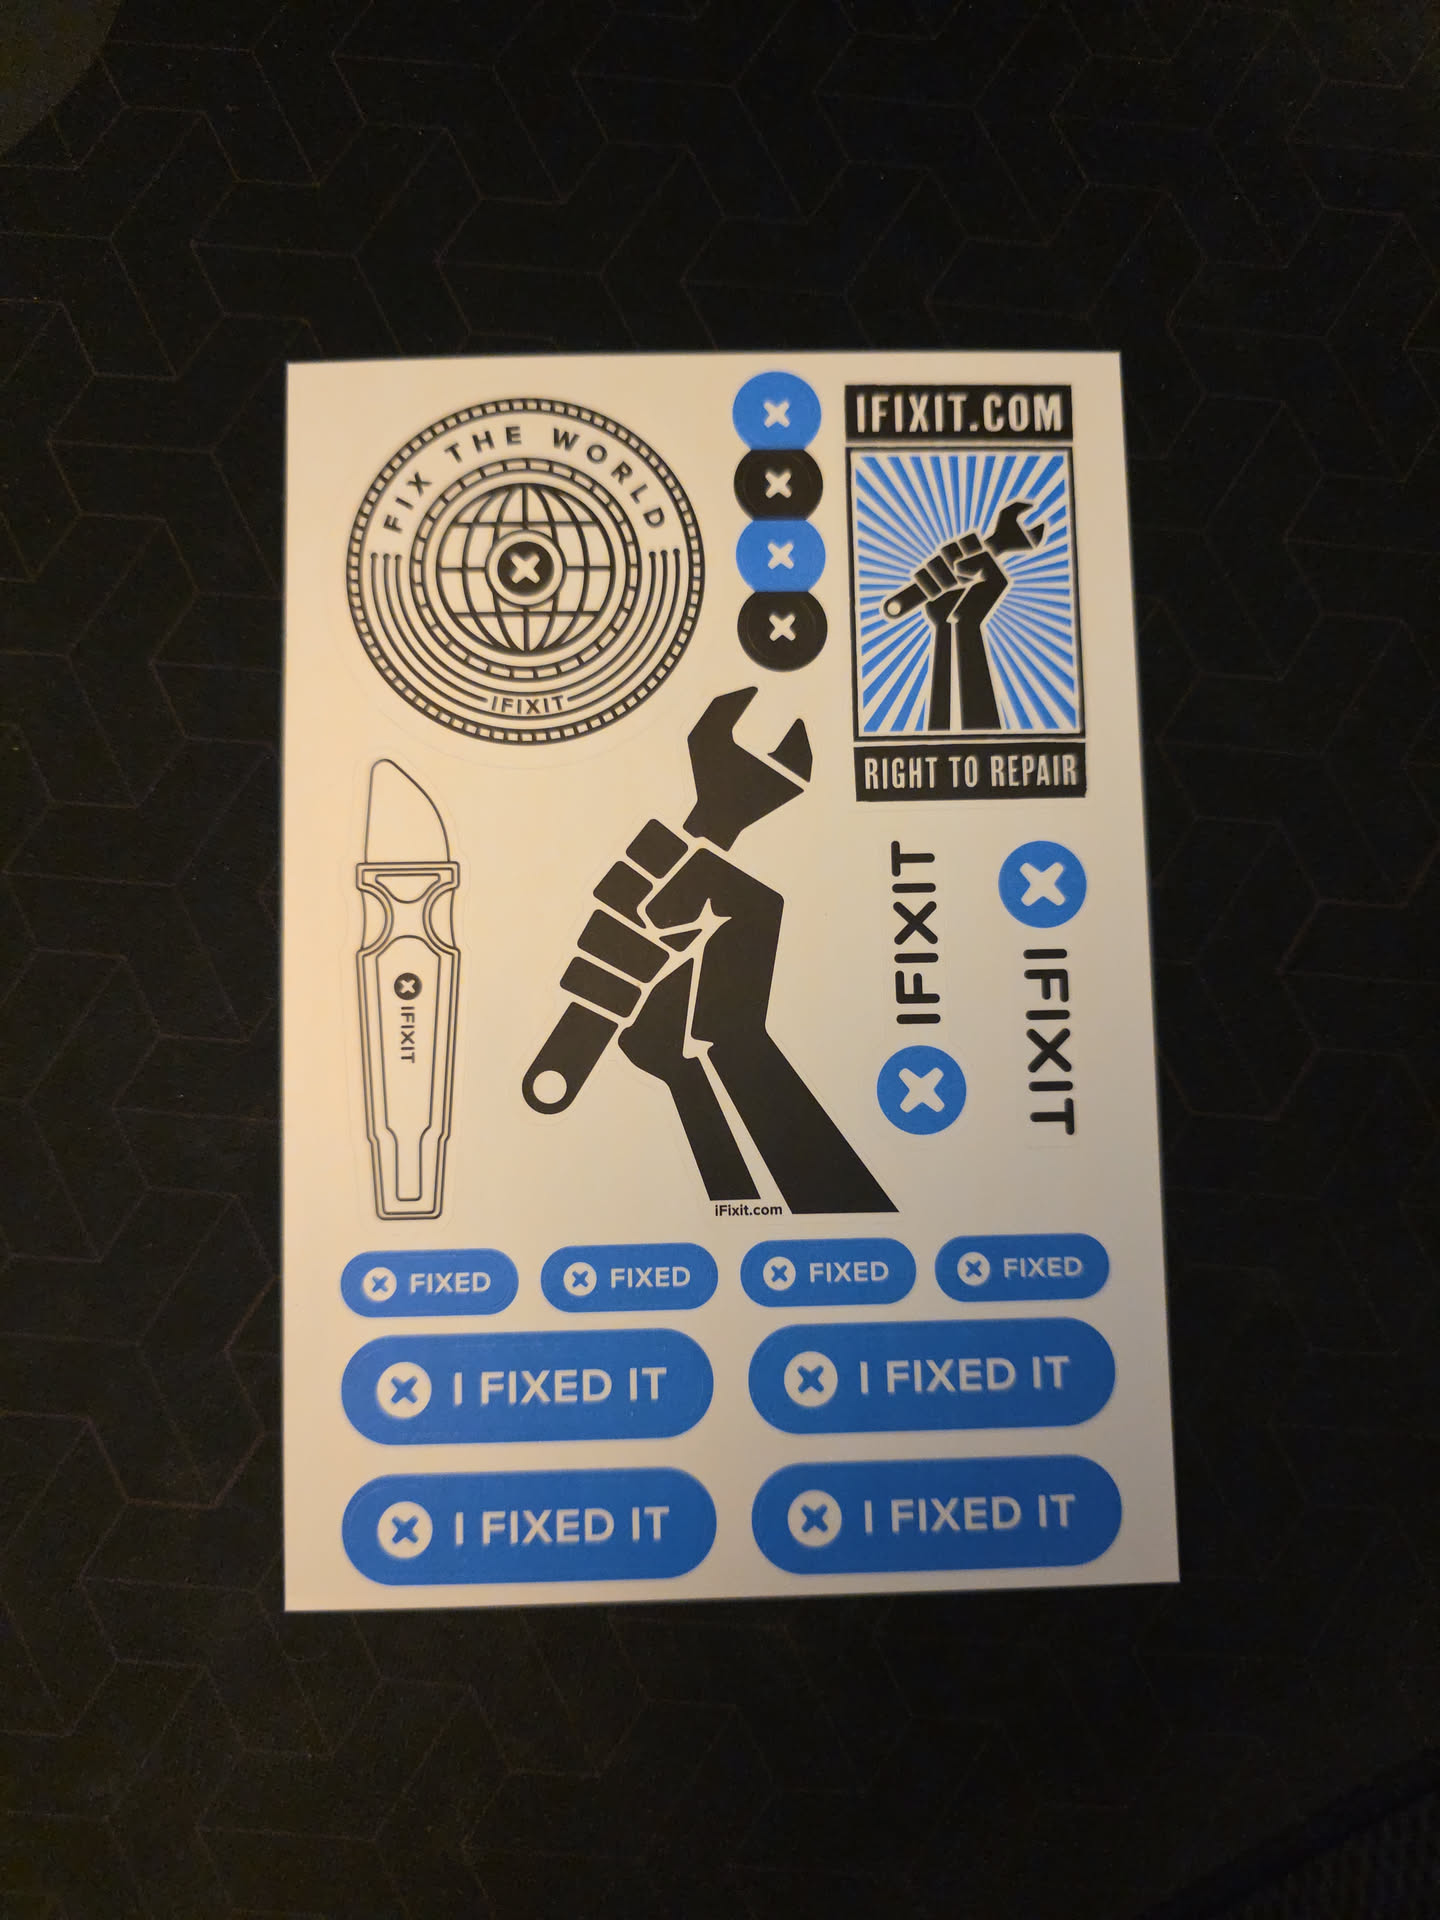 FIX THE WORLD
IFIXIT
IFIXIT.COM
RIGHT TO REPAIR
IFIXIT
IFIXIT
IFIXIT
iFixit.com
FIXED FIXED FIXED FIXED
I FIXED IT I FIXED IT
I FIXED IT I FIXED IT